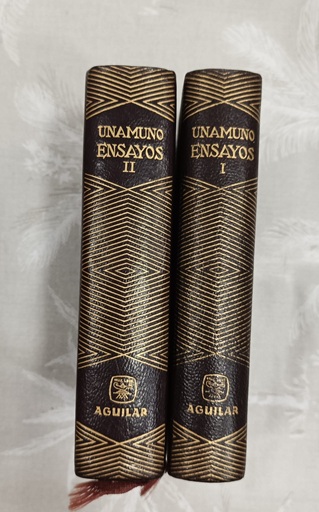 UNAMUNO
ENSAYOS
II
AGUILAR
UNAMUNO
ENSAYOS
I
AGUILAR